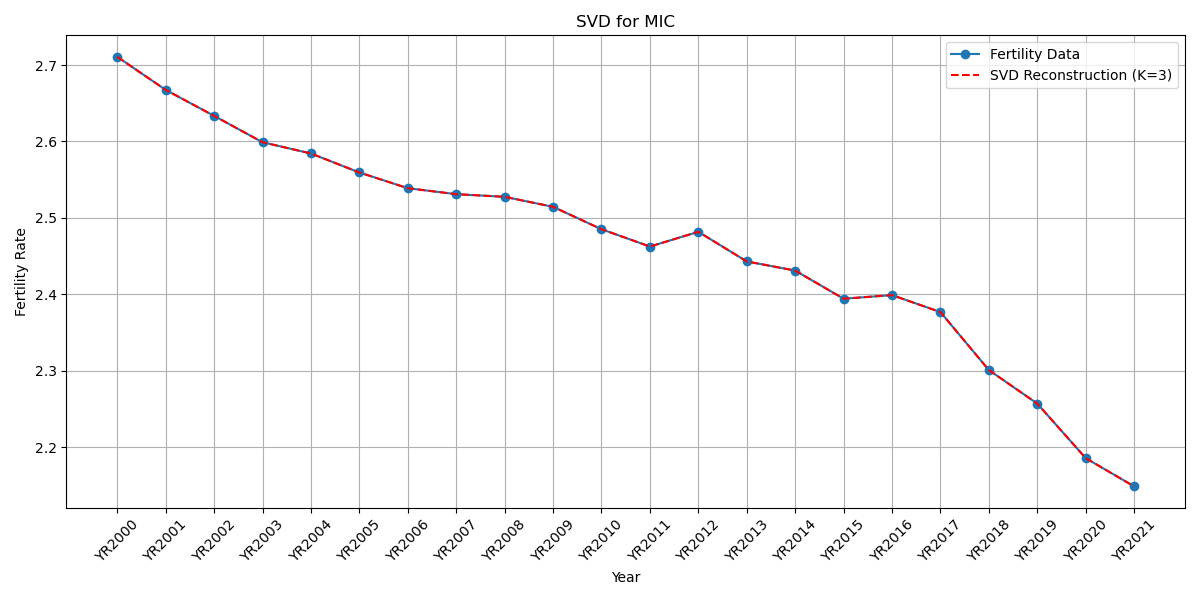 SVD for MIC
Fertility Data
SVD Reconstruction (K=3)
Fertility Rate
2.7
2.6
2.5
2.4
2.3
2.2
YR2000
YR2001
YR2002
YR2003
YR2004
YR2005
YR2006
YR2007
YR2008
YR2009
YR2010
YR2011
YR2012
YR2013
YR2014
YR2015
YR2016
YR2017
YR2018
YR2019
YR2020
YR2021
Year